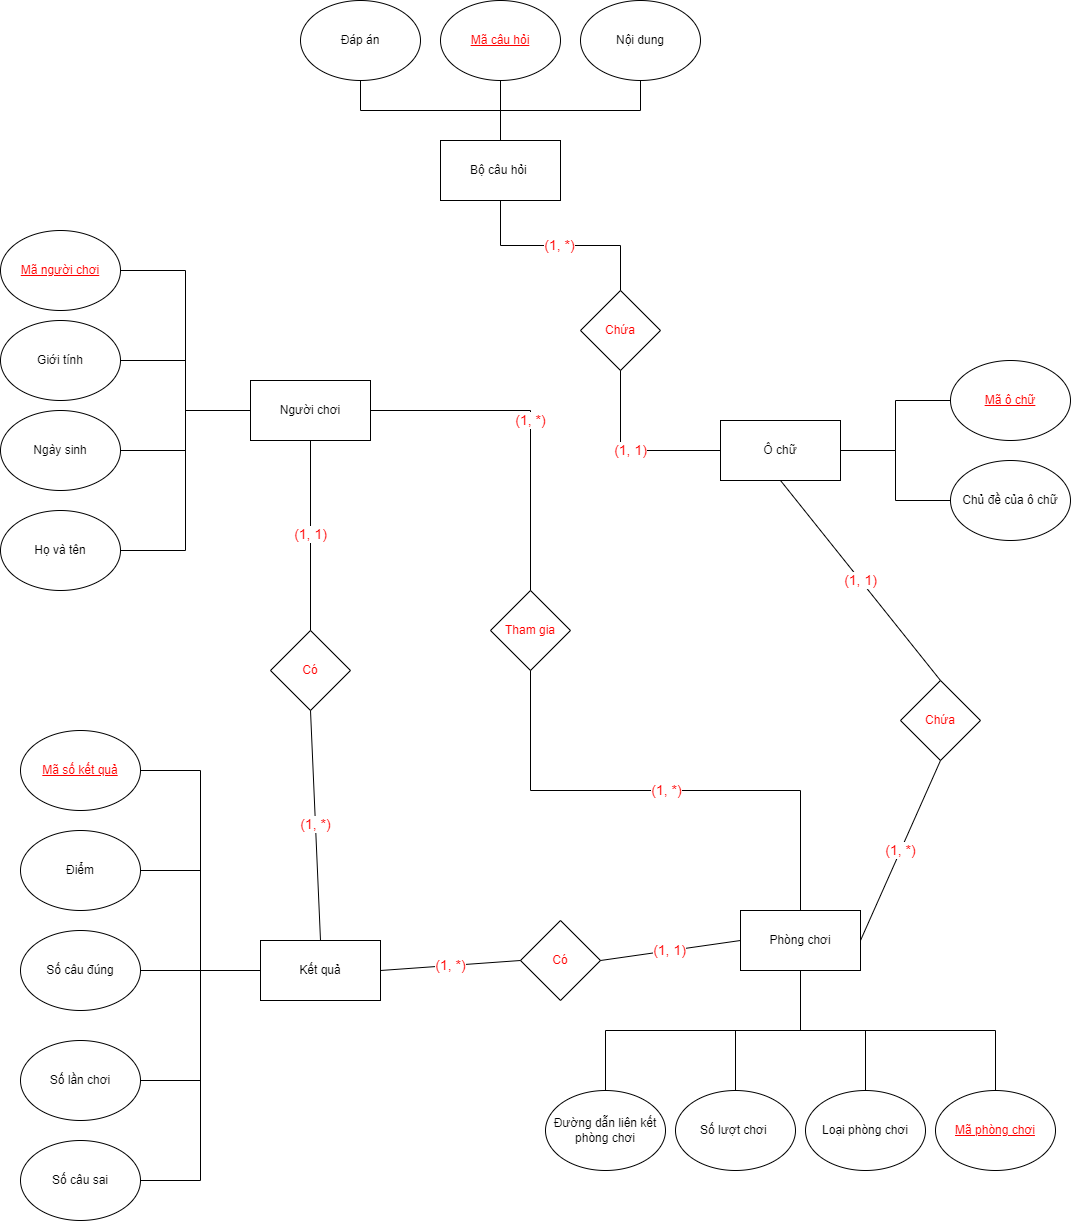 Đáp án
Mã câu hỏi
Nội dung
Bộ câu hỏi
(1, *)
Mã người chơi
Chứa
Giới tính
Người chơi
Mã ô chữ
(1, *)
Ngày sinh
(1, 1)
Ô chữ
Chủ đề của ô chữ
(1, 1)
Họ và tên
(1, 1)
Tham gia
Có
Chứa
Mã số kết quả
(1, *)
(1, *)
(1, *)
Điểm
Phòng chơi
(1, 1)
Có
(1, *)
Số câu đúng
Kết quả
Số lần chơi
Đường dẫn liên kết
phòng chơi
Số lượt chơi
Loại phòng chơi
Mã phòng chơi
Số câu sai